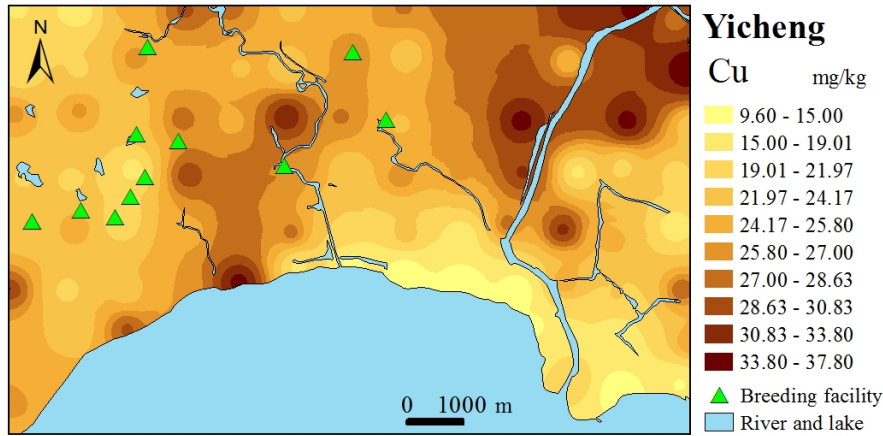 N
0 1000 m
Yicheng
Cu mg/kg
9.60 - 15.00
15.00 - 19.01
19.01 - 21.97
21.97 - 24.17
24.17 - 25.80
25.80 - 27.00
27.00 - 28.63
28.63 - 30.83
30.83 - 33.80
33.80 - 37.80
Breeding facility
River and lake